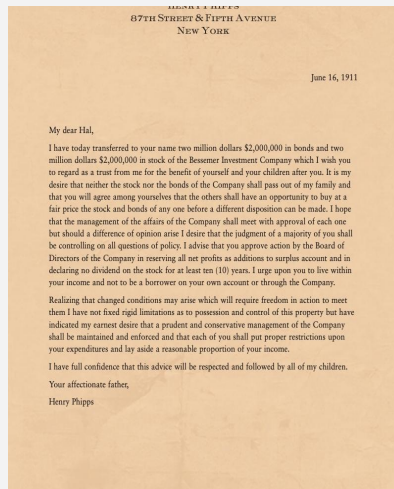 HENRY PHIPPS
87TH STREET & FIFTH AVENUE
NEW YORK
June 16, 1911
My dear Hal,
I have today transferred to your name two million dollars $2,000,000 in bonds and two
million dollars $2,000,000 in stock of the Bessemer Investment Company which I wish you
to regard as a trust from me for the benefit of yourself and your children after you. It is my
desire that neither the stock nor the bonds of the Company shall pass out of my family and
that you will agree among yourselves that the others shall have an opportunity to buy at a
fair price the stock and bonds of any one before a different disposition can be made. I hope
that the management of the affairs of the Company shall meet with approval of each one
but should a difference of opinion arise I desire that the judgment of a majority of you shall
be controlling on all questions of policy. I advise that you approve action by the Board of
Directors of the Company in reserving all net profits as additions to surplus account and in
declaring no dividend on the stock for at least ten (10) years. I urge upon you to live within
your income and not to be a borrower on your own account or through the Company.
Realizing that changed conditions may arise which will require freedom in action to meet
them I have not fixed rigid limitations as to possession and control of this property but have
indicated my earnest desire that a prudent and conservative management of the Company
shall be maintained and enforced and that each of you shall put proper restrictions upon
your expenditures and lay aside a reasonable proportion of your income.
I have full confidence that this advice will be respected and followed by all of my children.
Your affectionate father,
Henry Phipps